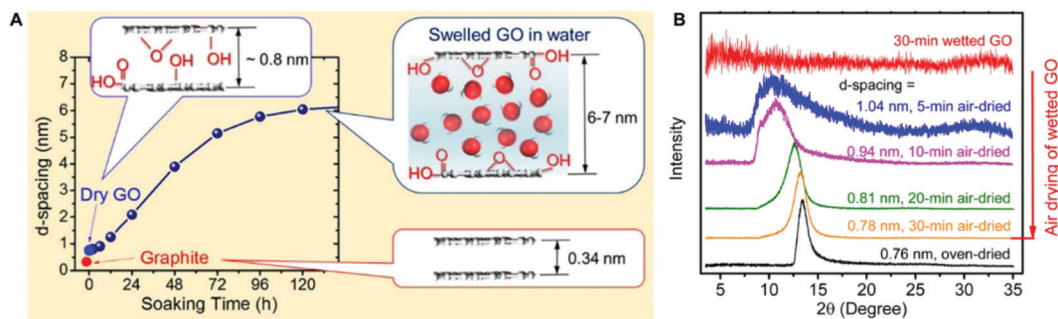 A
8
7
6
5
4
3
2
1
0
d-spacing (nm)
0
24
48
72
96
120
Soaking Time (h)
O
OH
O
OH
HO
~ 0.8 nm
Dry GO
Graphite
Swelled GO in water
HO
O
O
OH
6-7 nm
O
HO
O
OH
0.34 nm
B
Intensity
30-min wetted GO
d-spacing =
1.04 nm, 5-min air-dried
0.94 nm, 10-min air-dried
0.81 nm, 20-min air-dried
0.78 nm, 30-min air-dried
0.76 nm, oven-dried
5
10
15
20
25
30
35
2θ (Degree)
Air drying of wetted GO